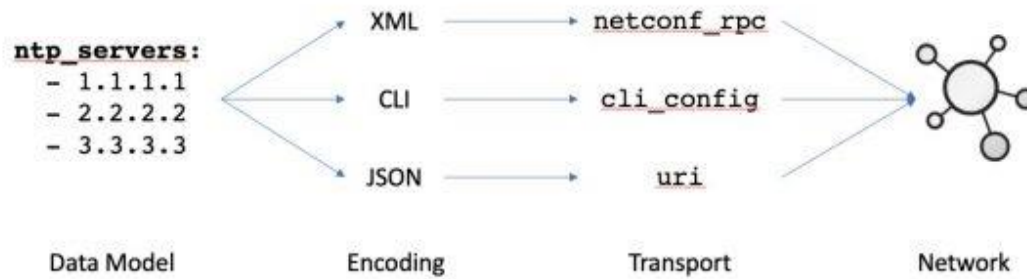 ntp_servers:
- 1.1.1.1
- 2.2.2.2
- 3.3.3.3
XML
netconf_rpc
CLI
cli_config
JSON
uri
Data Model
Encoding
Transport
Network